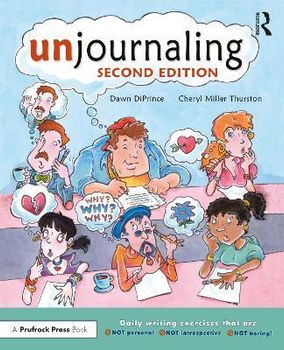 Routledge
unjournaling
SECOND EDITION
Dawn DiPrince Cheryl Miller Thurston
WHY?
WHY?
WHY?
A Prufrock Press Book
Daily writing exercises that are
NOT personal NOT introspective NOT boring!